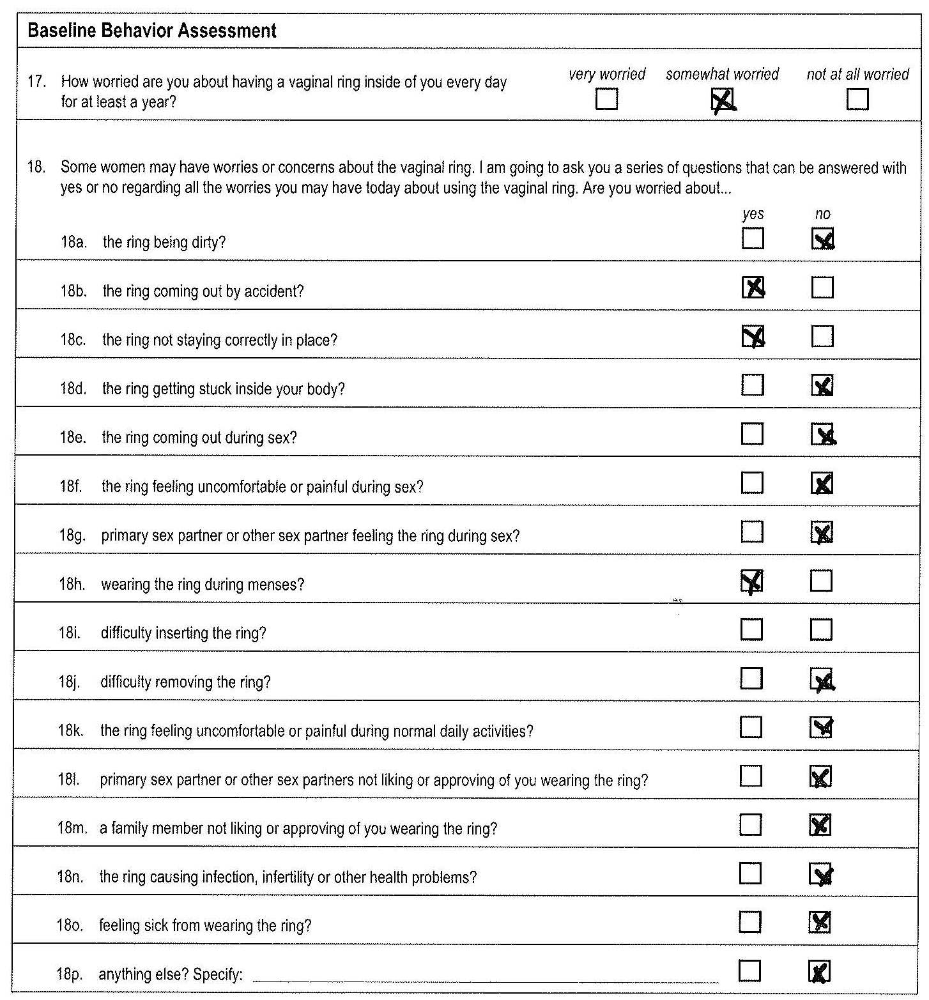 Baseline Behavior Assessment
very worried somewhat worried not at all worried
17. How worried are you about having a vaginal ring inside of you every day
for at least a year?
18. Some women may have worries or concerns about the vaginal ring. I am going to ask you a series of questions that can be answered with
yes or no regarding all the worries you may have today about using the vaginal ring. Are you worried about...
yes no
18a. the ring being dirty?
18b. the ring coming out by accident?
18c. the ring not staying correctly in place?
18d. the ring getting stuck inside your body?
18e. the ring coming out during sex?
18f. the ring feeling uncomfortable or painful during sex?
18g. primary sex partner or other sex partner feeling the ring during sex?
18h. wearing the ring during menses?
18i. difficulty inserting the ring?
18j. difficulty removing the ring?
18k. the ring feeling uncomfortable or painful during normal daily activities?
18l. primary sex partner or other sex partners not liking or approving of you wearing the ring?
18m. a family member not liking or approving of you wearing the ring?
18n. the ring causing infection, infertility or other health problems?
18o. feeling sick from wearing the ring?
18p. anything else? Specify: